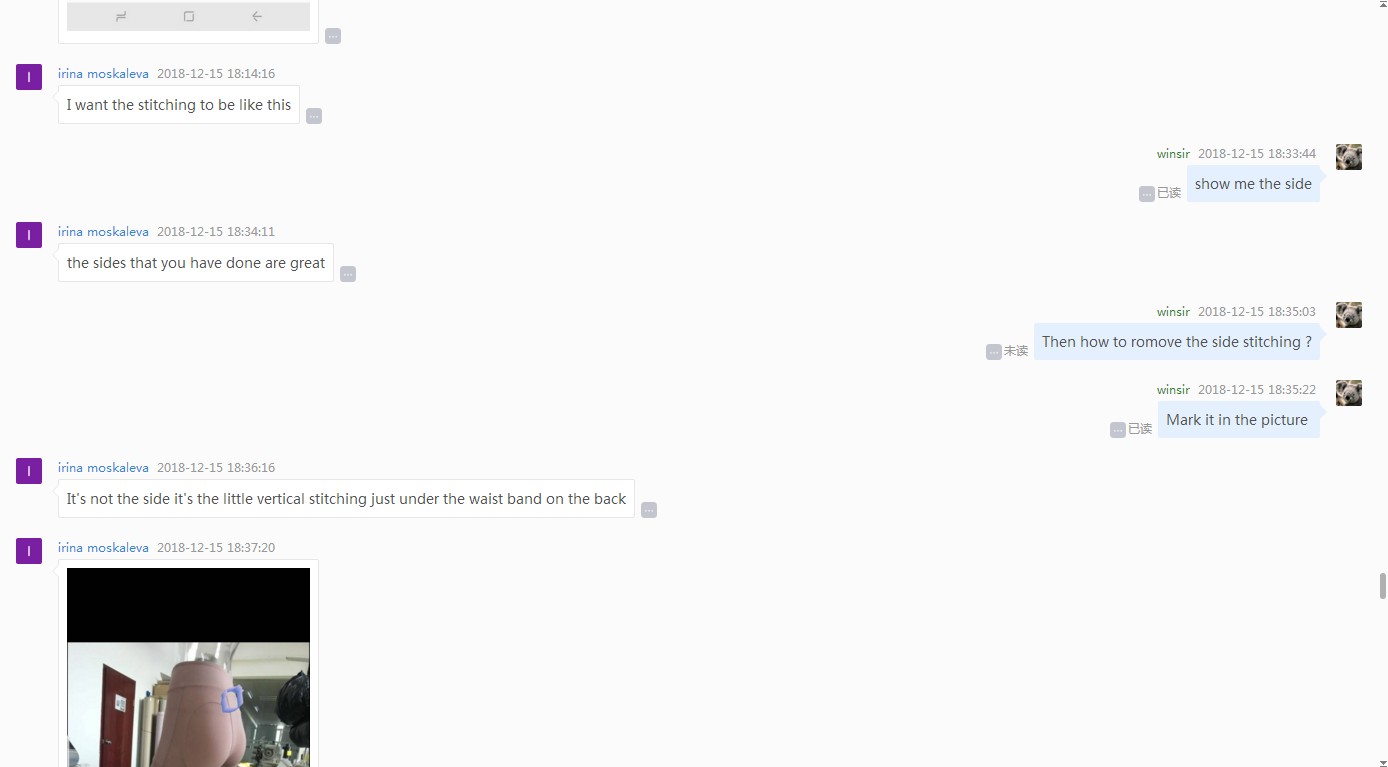 I
irina moskaleva 2018-12-15 18:14:16
I want the stitching to be like this
winsir 2018-12-15 18:33:44
已读
show me the side
I
irina moskaleva 2018-12-15 18:34:11
the sides that you have done are great
winsir 2018-12-15 18:35:03
未读
Then how to romove the side stitching ?
winsir 2018-12-15 18:35:22
已读
Mark it in the picture
I
irina moskaleva 2018-12-15 18:36:16
It's not the side it's the little vertical stitching just under the waist band on the back
I
irina moskaleva 2018-12-15 18:37:20